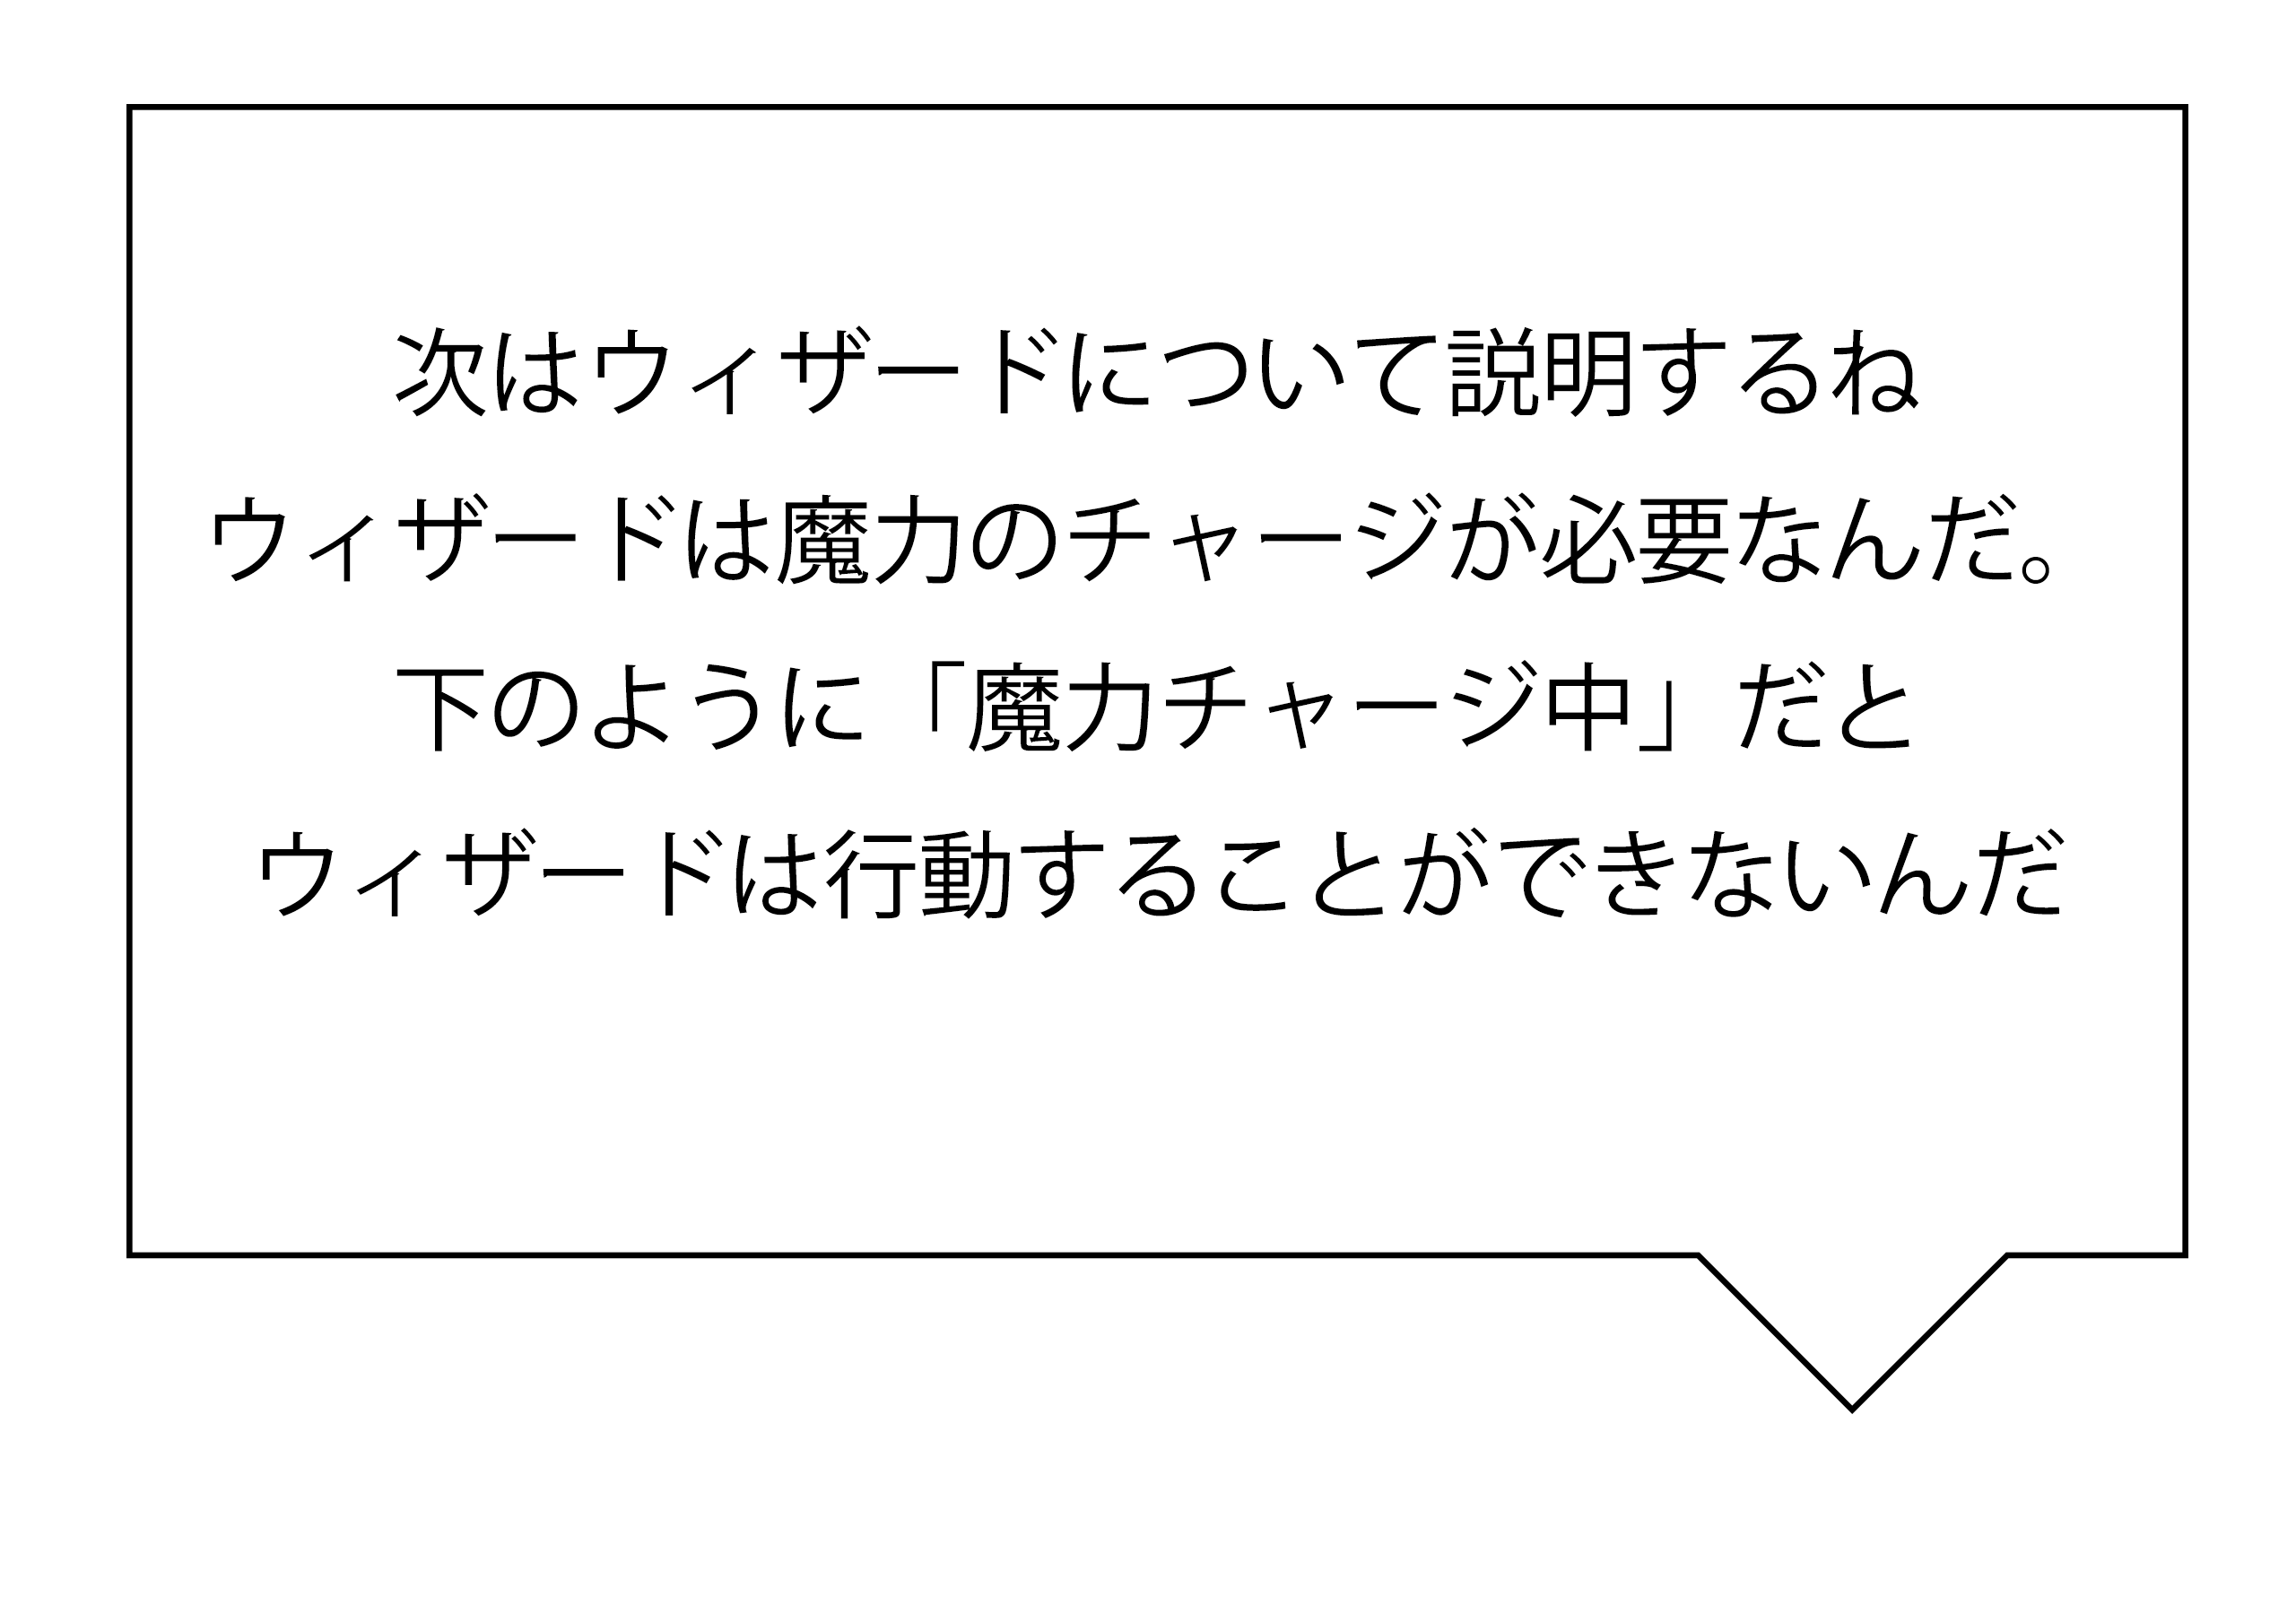 次はウィザードについて説明するね
ウィザードは魔力のチャージが必要なんだ。
下のように「魔力チャージ中」だと
ウィザードは行動することができないんだ